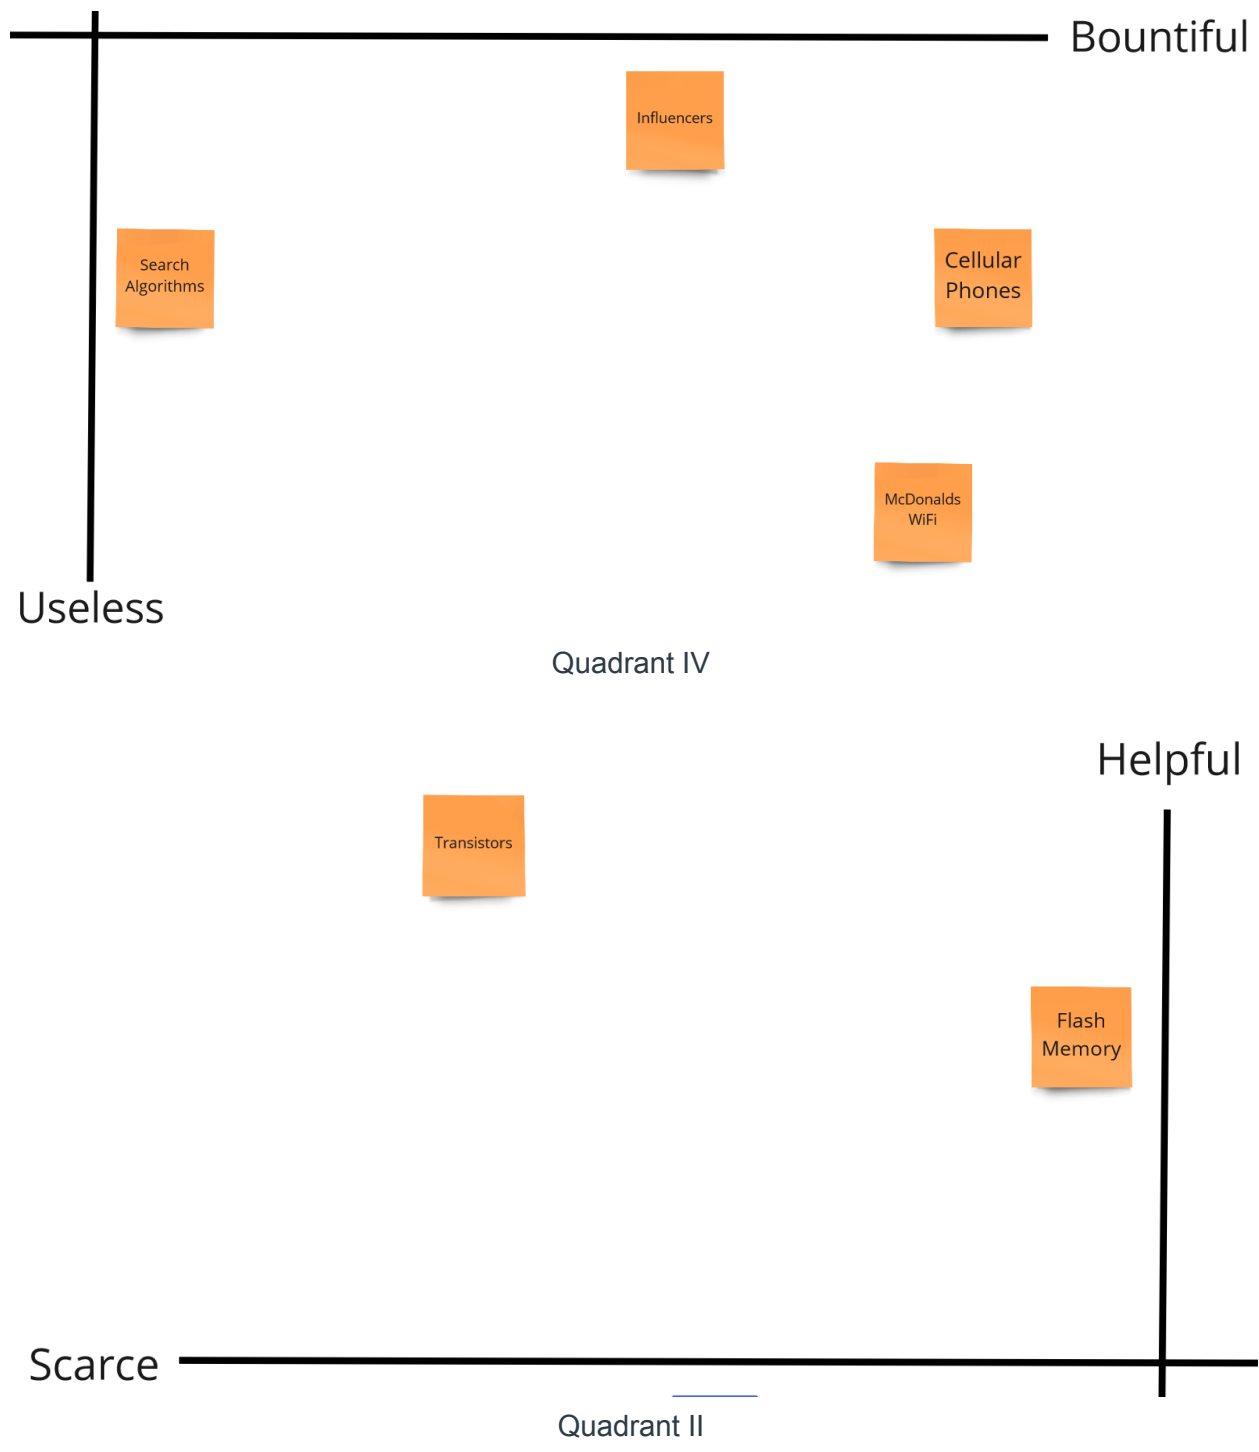 Bountiful
Influencers
Search
Algorithms
Cellular
Phones
McDonalds
WiFi
Useless
Quadrant IV
Helpful
Transistors
Flash
Memory
Scarce
Quadrant II